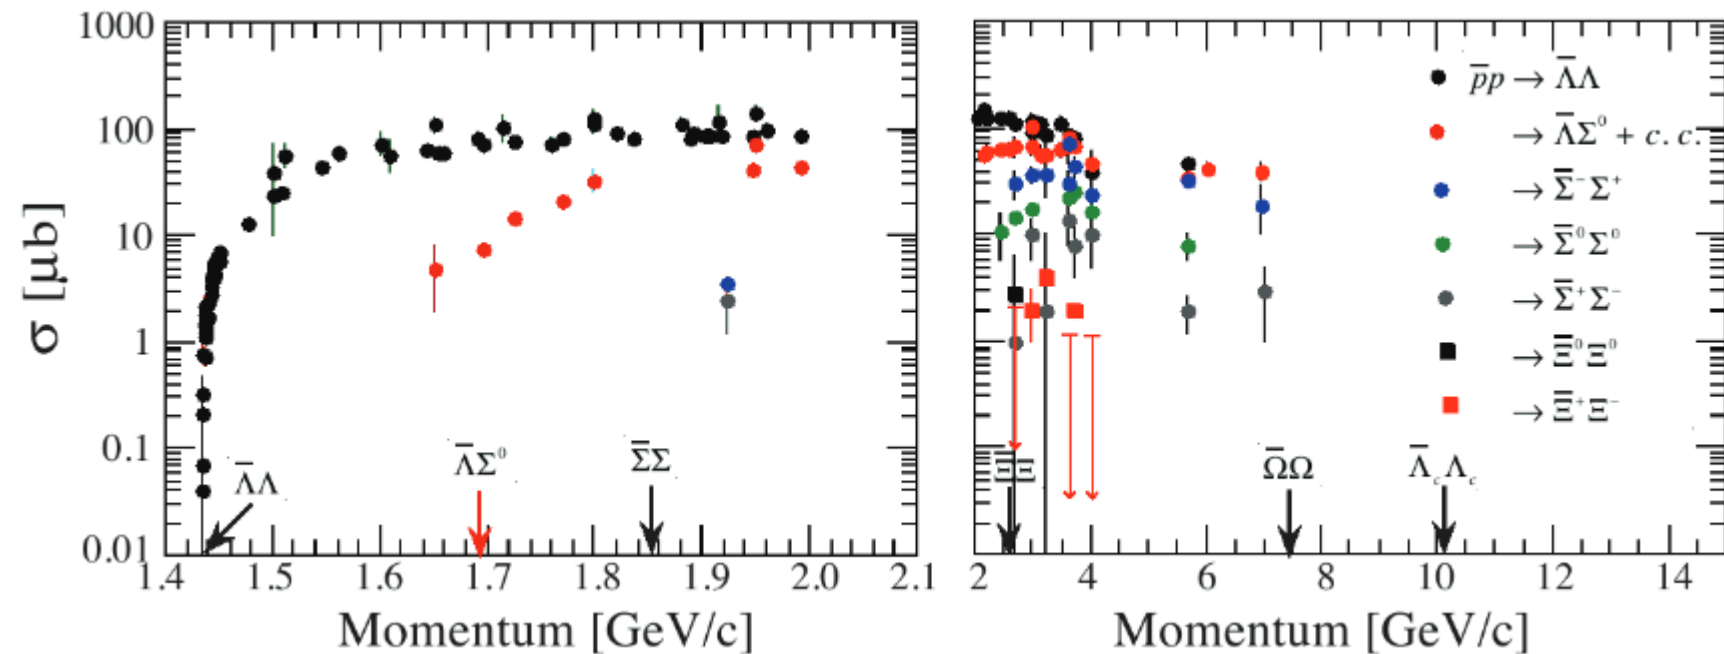 σ [μb]
1000
100
10
1
0.1
0.01
Λ̅Λ
Λ̅Σ⁰
Σ̅Σ
1.4 1.5 1.6 1.7 1.8 1.9 2.0 2.1
Momentum [GeV/c]
p̅p → Λ̅Λ
→ Λ̅Σ⁰ + c. c.
→ Σ̅⁻Σ⁺
→ Σ̅⁰Σ⁰
→ Σ̅⁺Σ⁻
→ Ξ̅⁰Ξ⁰
→ Ξ̅⁺Ξ⁻
Ξ̅Ξ
Ω̅Ω
Λ̅_cΛ_c
2 4 6 8 10 12 14
Momentum [GeV/c]